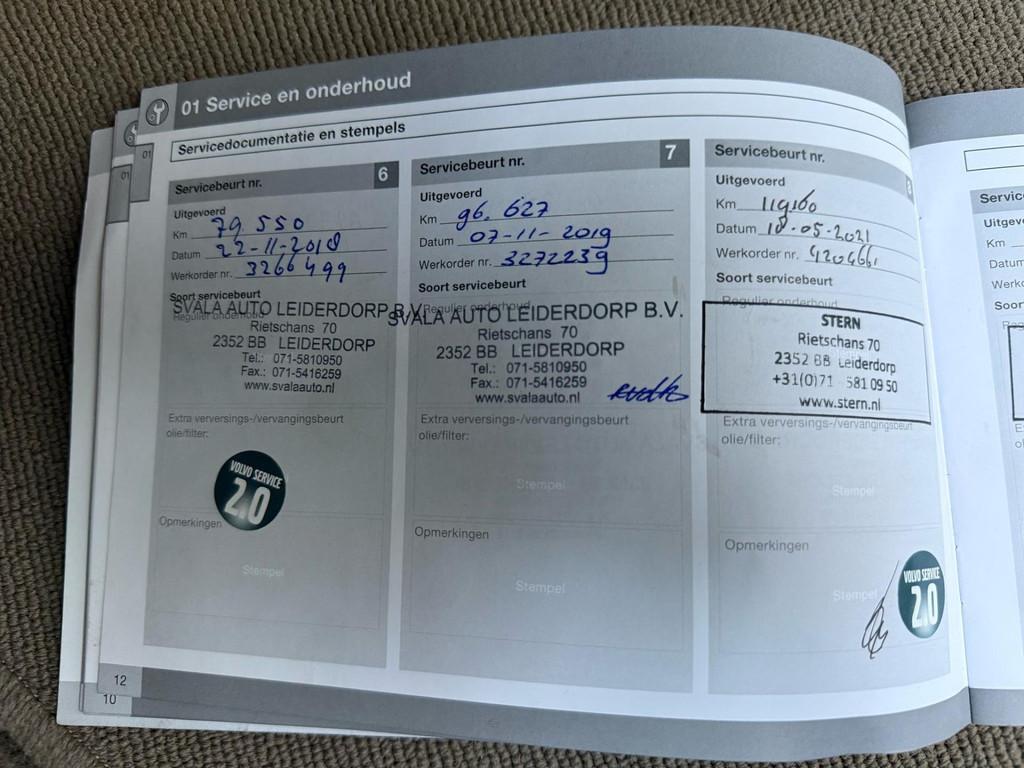 01 Service en onderhoud
Servicedocumentatie en stempels
01
01
Servicebeurt nr. 6
Uitgevoerd
Km 79 550
Datum 22-11-2018
Werkorder nr. 3266499
Soort servicebeurt
Regulier onderhoud
SVALA AUTO LEIDERDORP B.V.
Rietschans 70
2352 BB LEIDERDORP
Tel.: 071-5810950
Fax.: 071-5416259
www.svalaauto.nl
Extra verversings-/vervangingsbeurt
olie/filter:
VOLVO SERVICE
2.0
Opmerkingen
Stempel
Servicebeurt nr. 7
Uitgevoerd
Km 96. 627
Datum 07-11-2019
Werkorder nr. 3272239
Soort servicebeurt
Regulier onderhoud
SVALA AUTO LEIDERDORP B.V.
Rietschans 70
2352 BB LEIDERDORP
Tel.: 071-5810950
Fax.: 071-5416259
www.svalaauto.nl
Extra verversings-/vervangingsbeurt
olie/filter:
Stempel
Opmerkingen
Stempel
Servicebeurt nr.
Uitgevoerd
Km 119160
Datum 18-05-2021
Werkorder nr.
Soort servicebeurt
Regulier onderhoud
STERN
Rietschans 70
2352 BB Leiderdorp
+31(0)71 581 09 50
www.stern.nl
Extra verversings-/vervangingsbeurt
olie/filter:
Stempel
Opmerkingen
Stempel
VOLVO SERVICE
2.0
12
10
Km